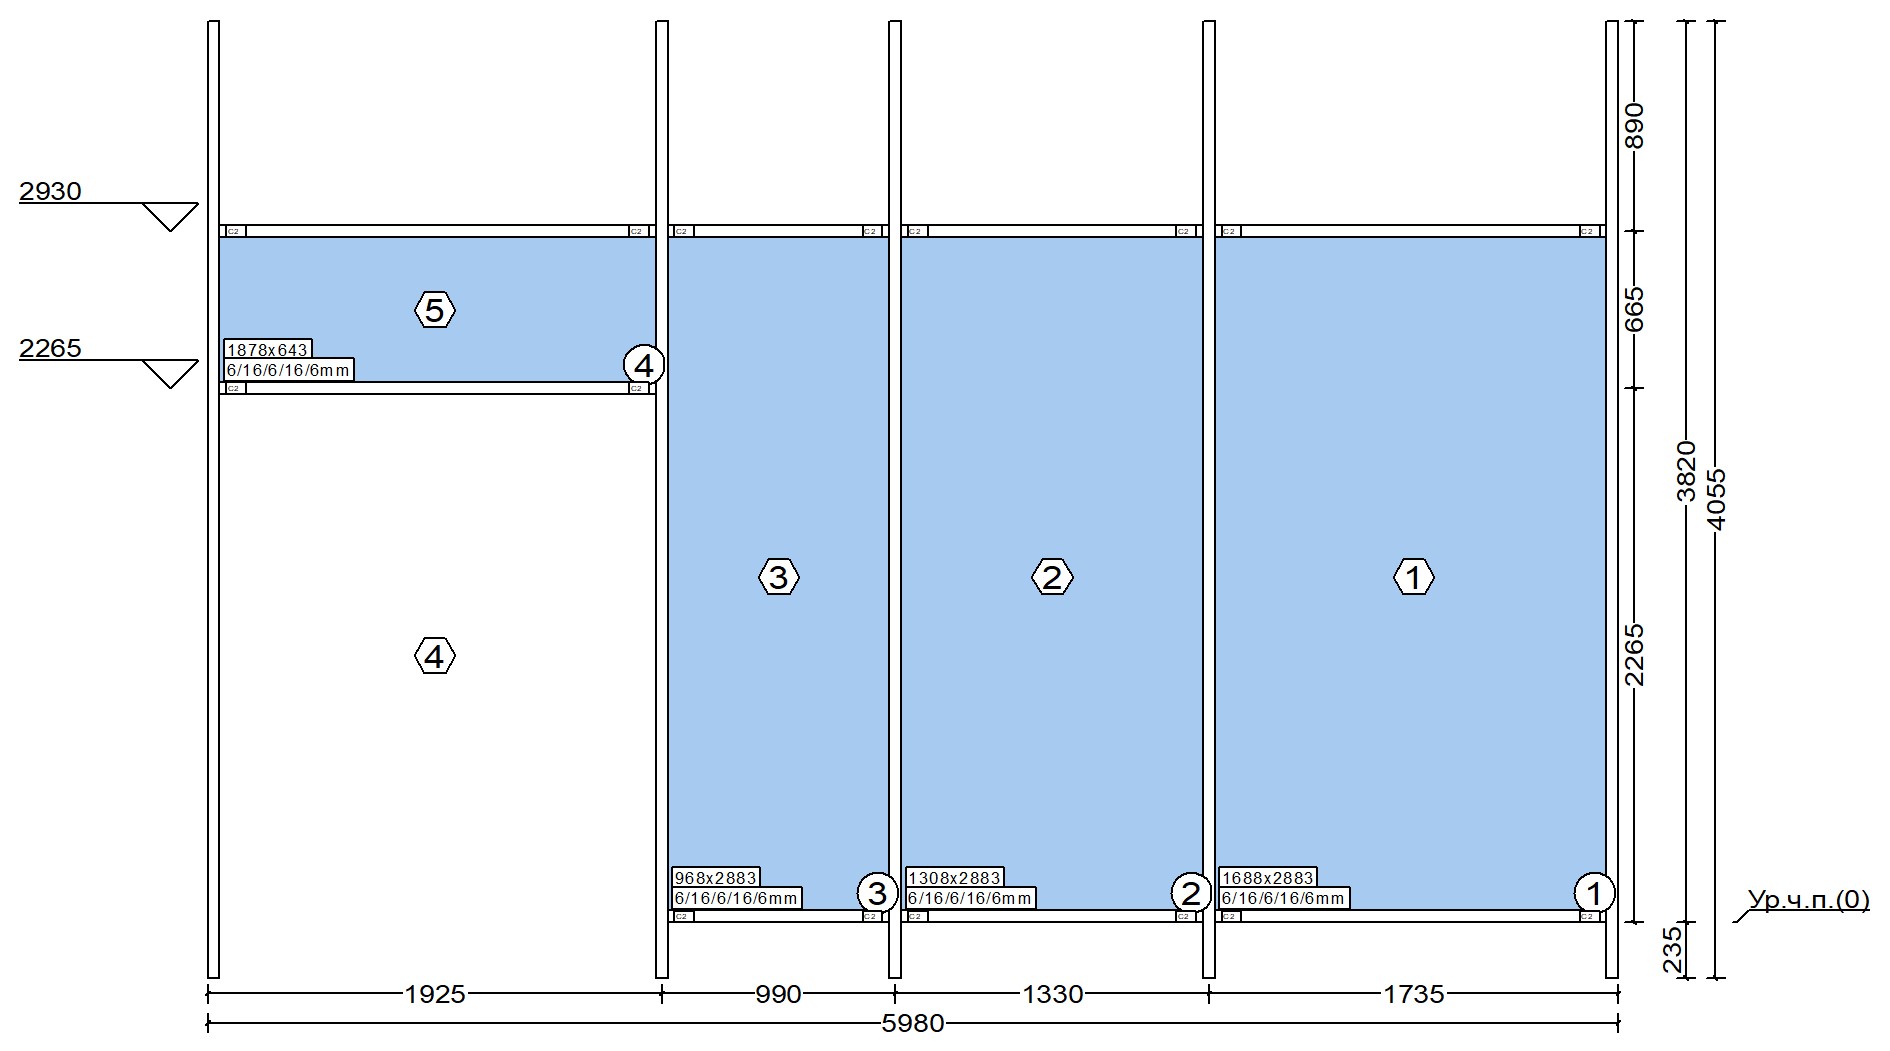 890
2930
C2 C2 C2 C2 C2 C2 C2 C2
5
665
2265
1878x643
6/16/6/16/6mm
4
C2 C2
3820
4055
3
2
1
4
2265
968x2883
6/16/6/16/6mm
3
1308x2883
6/16/6/16/6mm
2
1688x2883
6/16/6/16/6mm
1
Ур.ч.п.(0)
C2 C2 C2 C2 C2 C2
235
1925 990 1330 1735
5980